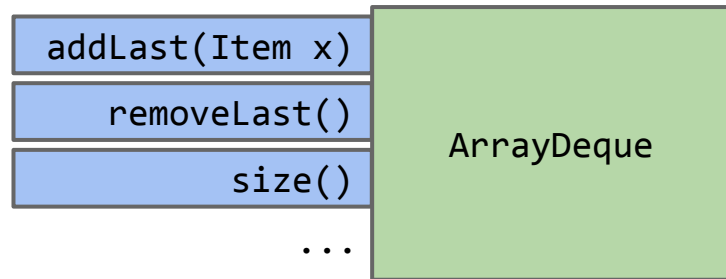 addLast(Item x)
removeLast()
ArrayDeque
size()
...